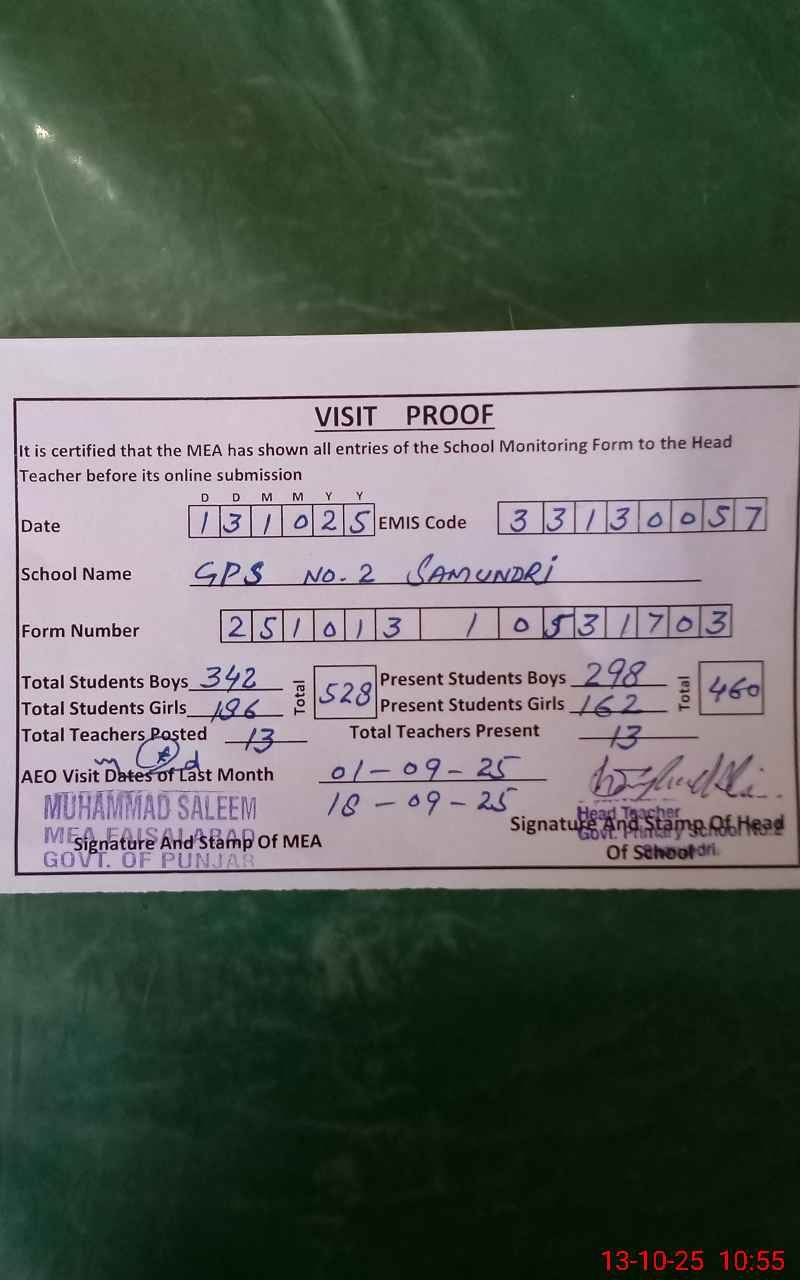 VISIT PROOF
It is certified that the MEA has shown all entries of the School Monitoring Form to the Head
Teacher before its online submission
D D M M Y Y
Date 1 3 1 0 2 5 EMIS Code 3 3 1 3 0 0 5 7
School Name GPS NO. 2 SAMUNDRI
Form Number 2 5 1 0 1 3 1 0 5 3 1 7 0 3
Total Students Boys 342 Total 528 Present Students Boys 298 Total 460
Total Students Girls 186 Present Students Girls 162
Total Teachers Posted 13 Total Teachers Present 13
AEO Visit Dates of Last Month 01-09-25
18-09-25
MUHAMMAD SALEEM
MEA FAISALABAD
GOVT. OF PUNJAB
Signature And Stamp Of MEA
Head Teacher
Govt. Primary School No.2
Samundri.
Signature And Stamp Of Head
Of School
13-10-25 10:55